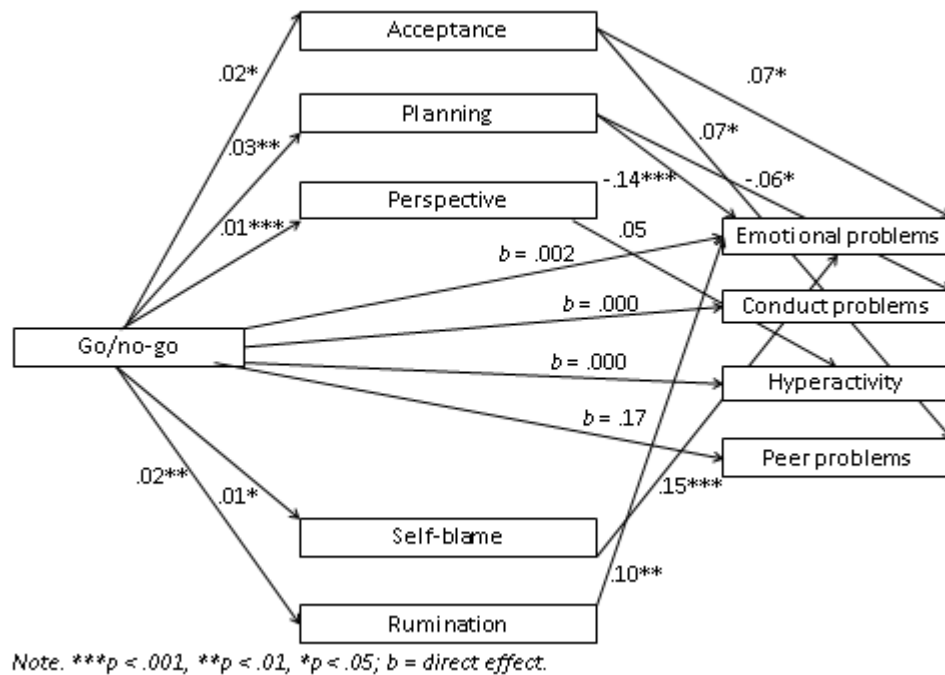 Acceptance
.02*
.07*
Planning
.07*
.03**
-.14***
-.06*
Perspective
.01***
.05
Emotional problems
b = .002
b = .000
Conduct problems
Go/no-go
b = .000
Hyperactivity
b = .17
Peer problems
.02**
.01*
.15***
Self-blame
.10**
Rumination
Note. ***p < .001, **p < .01, *p < .05; b = direct effect.